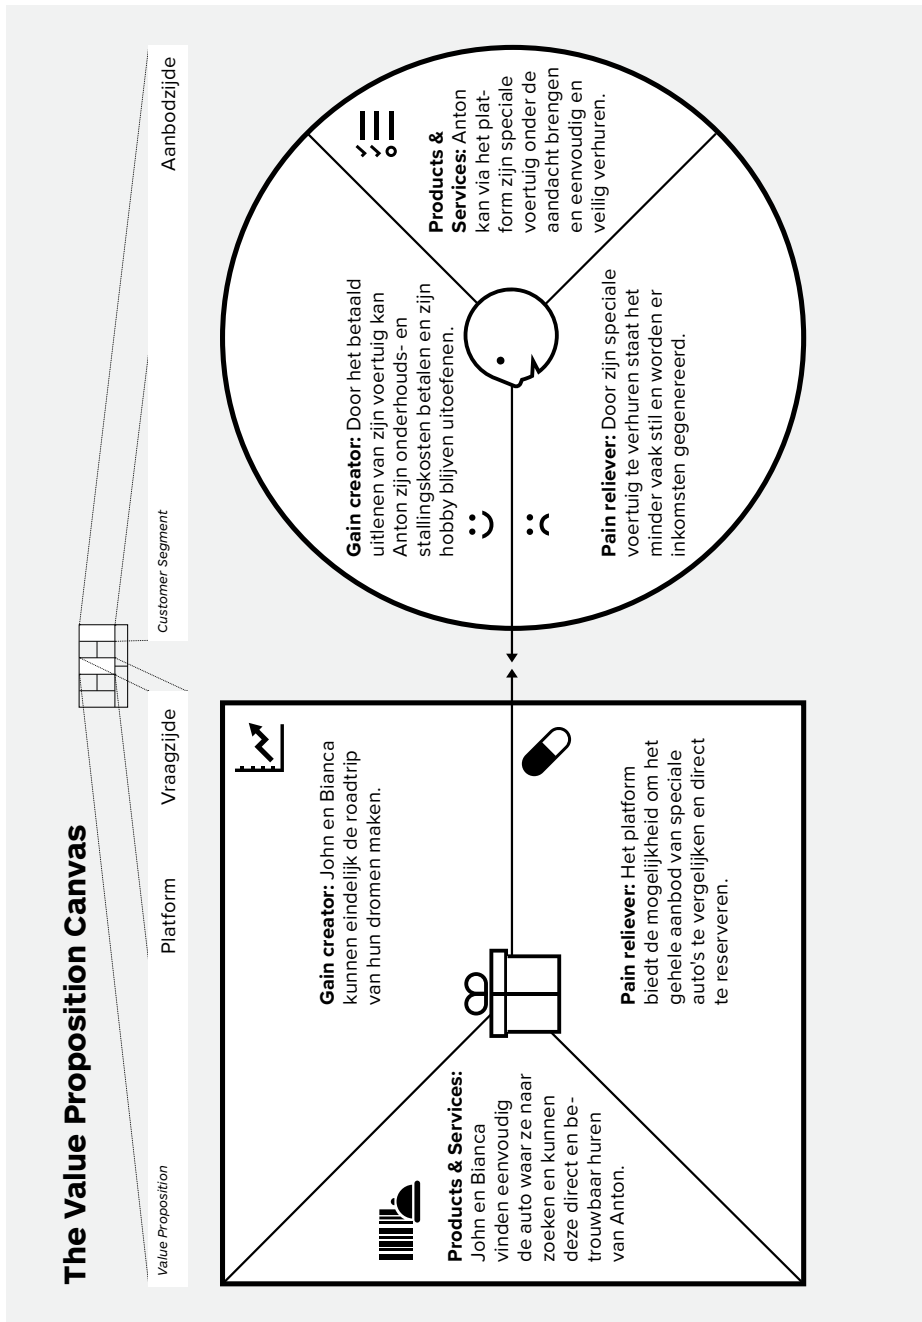 The Value Proposition Canvas
Value Proposition
Platform
Vraagzijde
Customer Segment
Aanbodzijde
Gain creator: John en Bianca
kunnen eindelijk de roadtrip
van hun dromen maken.
Products & Services:
John en Bianca
vinden eenvoudig
de auto waar ze naar
zoeken en kunnen
deze direct en be-
trouwbaar huren
van Anton.
Pain reliever: Het platform
biedt de mogelijkheid om het
gehele aanbod van speciale
auto's te vergelijken en direct
te reserveren.
Gain creator: Door het betaald
uitlenen van zijn voertuig kan
Anton zijn onderhouds- en
stallingskosten betalen en zijn
hobby blijven uitoefenen.
Products &
Services: Anton
kan via het plat-
form zijn speciale
voertuig onder de
aandacht brengen
en eenvoudig en
veilig verhuren.
Pain reliever: Door zijn speciale
voertuig te verhuren staat het
minder vaak stil en worden er
inkomsten gegenereerd.